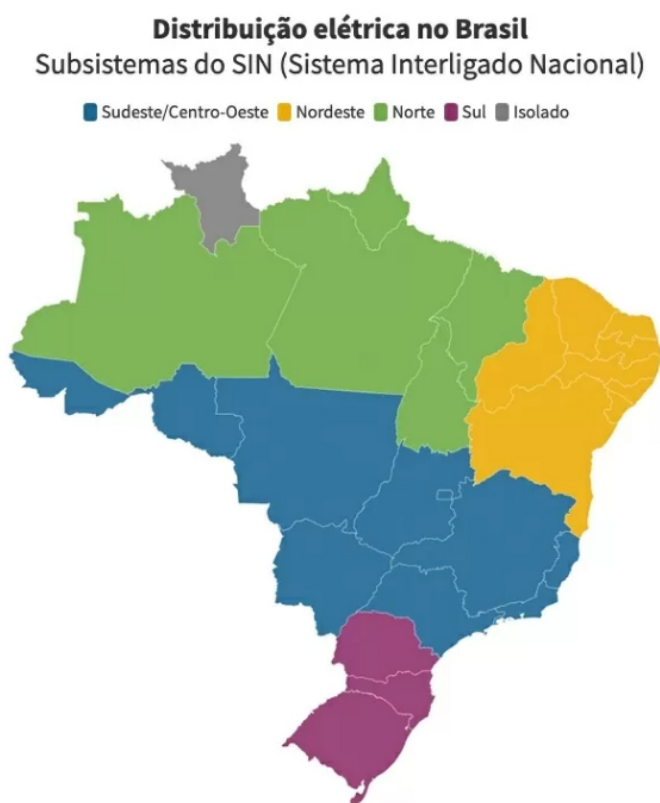 Distribuição elétrica no Brasil
Subsistemas do SIN (Sistema Interligado Nacional)
Sudeste/Centro-Oeste Nordeste Norte Sul Isolado